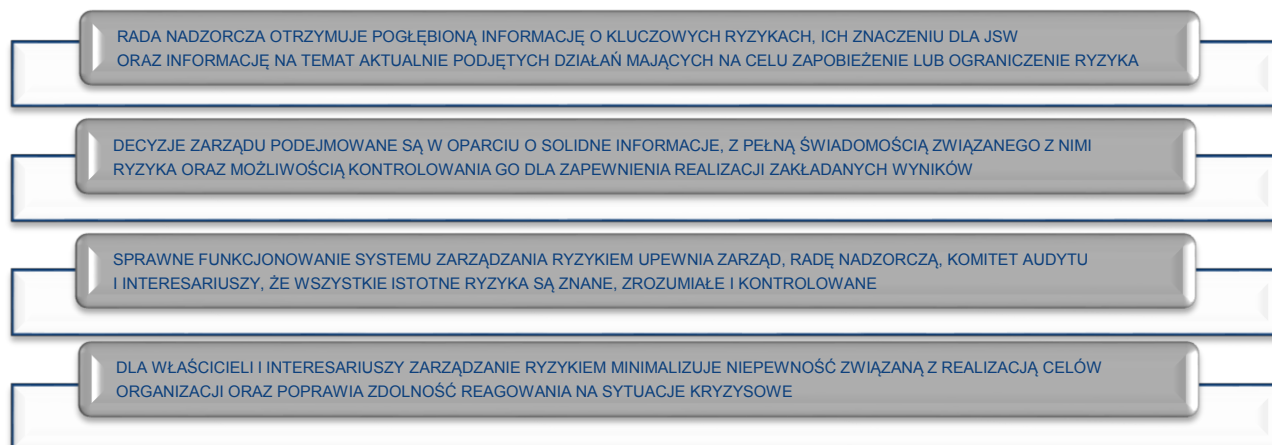 RADA NADZORCZA OTRZYMUJE POGŁĘBIONĄ INFORMACJĘ O KLUCZOWYCH RYZYKACH, ICH ZNACZENIU DLA JSW
ORAZ INFORMACJĘ NA TEMAT AKTUALNIE PODJĘTYCH DZIAŁAŃ MAJĄCYCH NA CELU ZAPOBIEŻENIE LUB OGRANICZENIE RYZYKA
DECYZJE ZARZĄDU PODEJMOWANE SĄ W OPARCIU O SOLIDNE INFORMACJE, Z PEŁNĄ ŚWIADOMOŚCIĄ ZWIĄZANEGO Z NIMI
RYZYKA ORAZ MOŻLIWOŚCIĄ KONTROLOWANIA GO DLA ZAPEWNIENIA REALIZACJI ZAKŁADANYCH WYNIKÓW
SPRAWNE FUNKCJONOWANIE SYSTEMU ZARZĄDZANIA RYZYKIEM UPEWNIA ZARZĄD, RADĘ NADZORCZĄ, KOMITET AUDYTU
I INTERESARIUSZY, ŻE WSZYSTKIE ISTOTNE RYZYKA SĄ ZNANE, ZROZUMIAŁE I KONTROLOWANE
DLA WŁAŚCICIELI I INTERESARIUSZY ZARZĄDZANIE RYZYKIEM MINIMALIZUJE NIEPEWNOŚĆ ZWIĄZANĄ Z REALIZACJĄ CELÓW
ORGANIZACJI ORAZ POPRAWIA ZDOLNOŚĆ REAGOWANIA NA SYTUACJE KRYZYSOWE